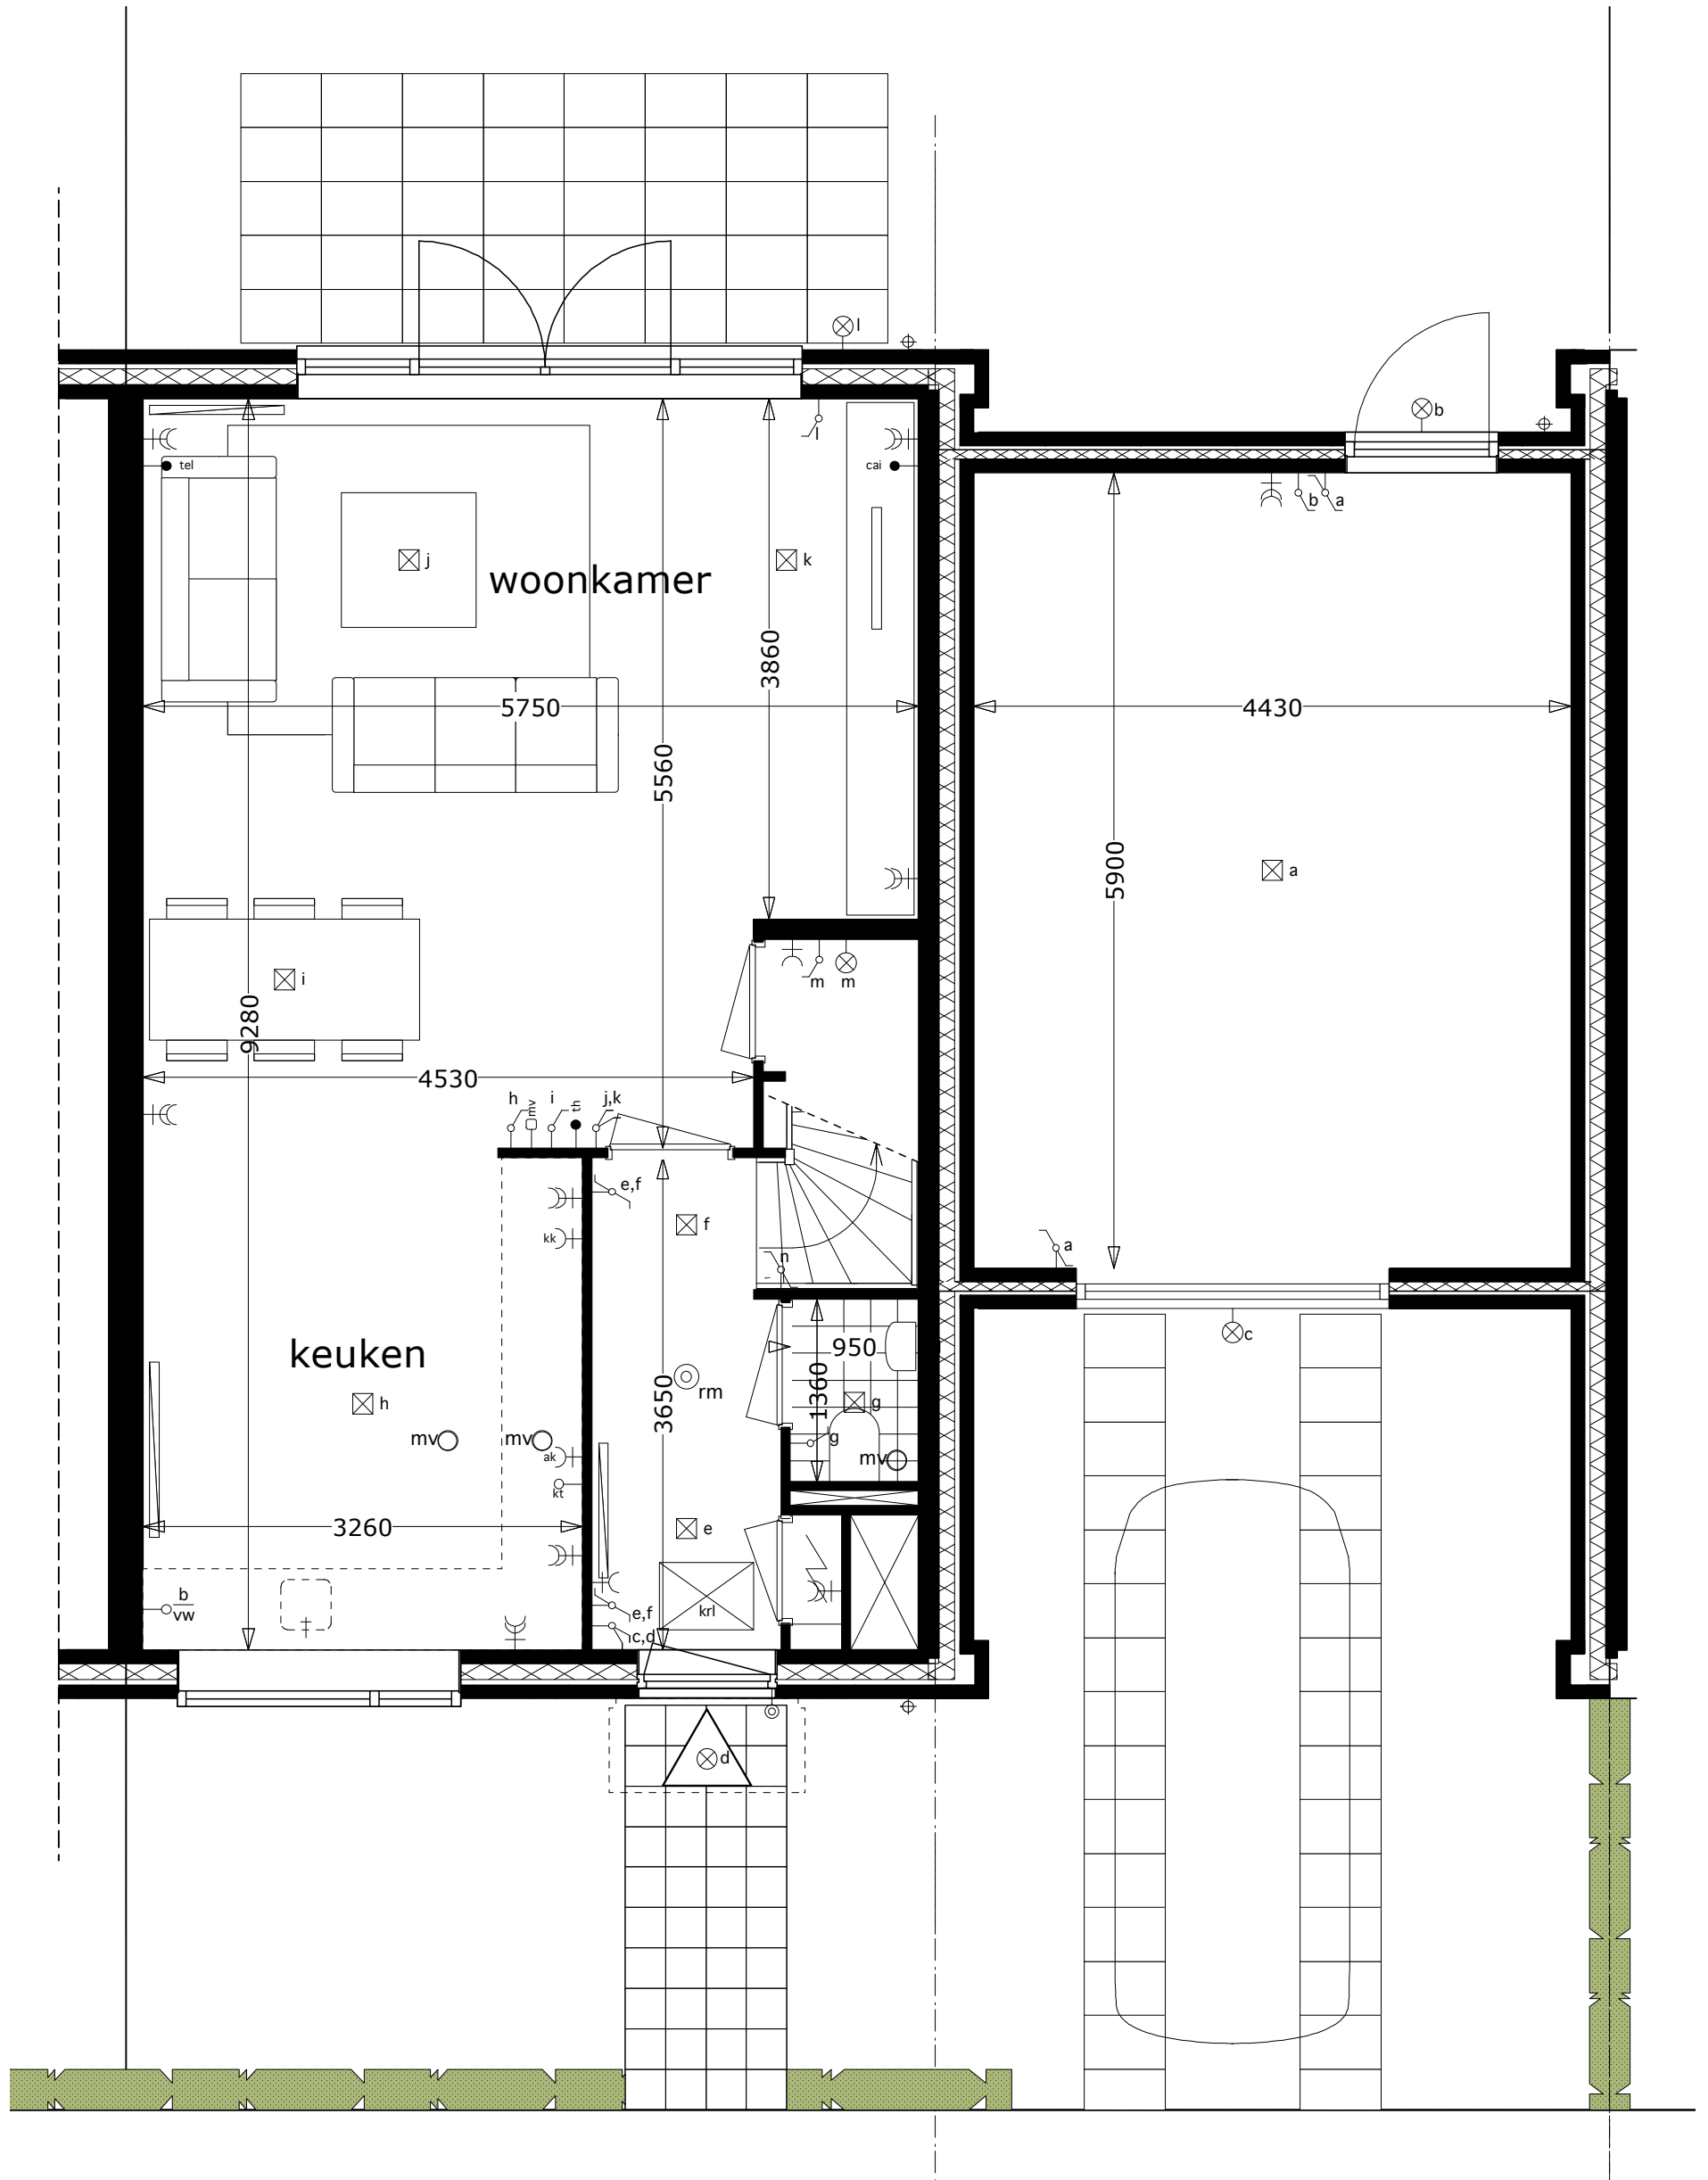 l
b
l
tel
cai
b
a
j
k
woonkamer
3860
5750
4430
5560
5900
a
i
m
m
9280
4530
h
mv
i
th
j,k
e,f
f
kk
a
n
c
950
keuken
1360
3650
rm
h
g
mv
mv
g
ak
mv
kt
3260
e
b
vw
e,f
krl
c,d
d